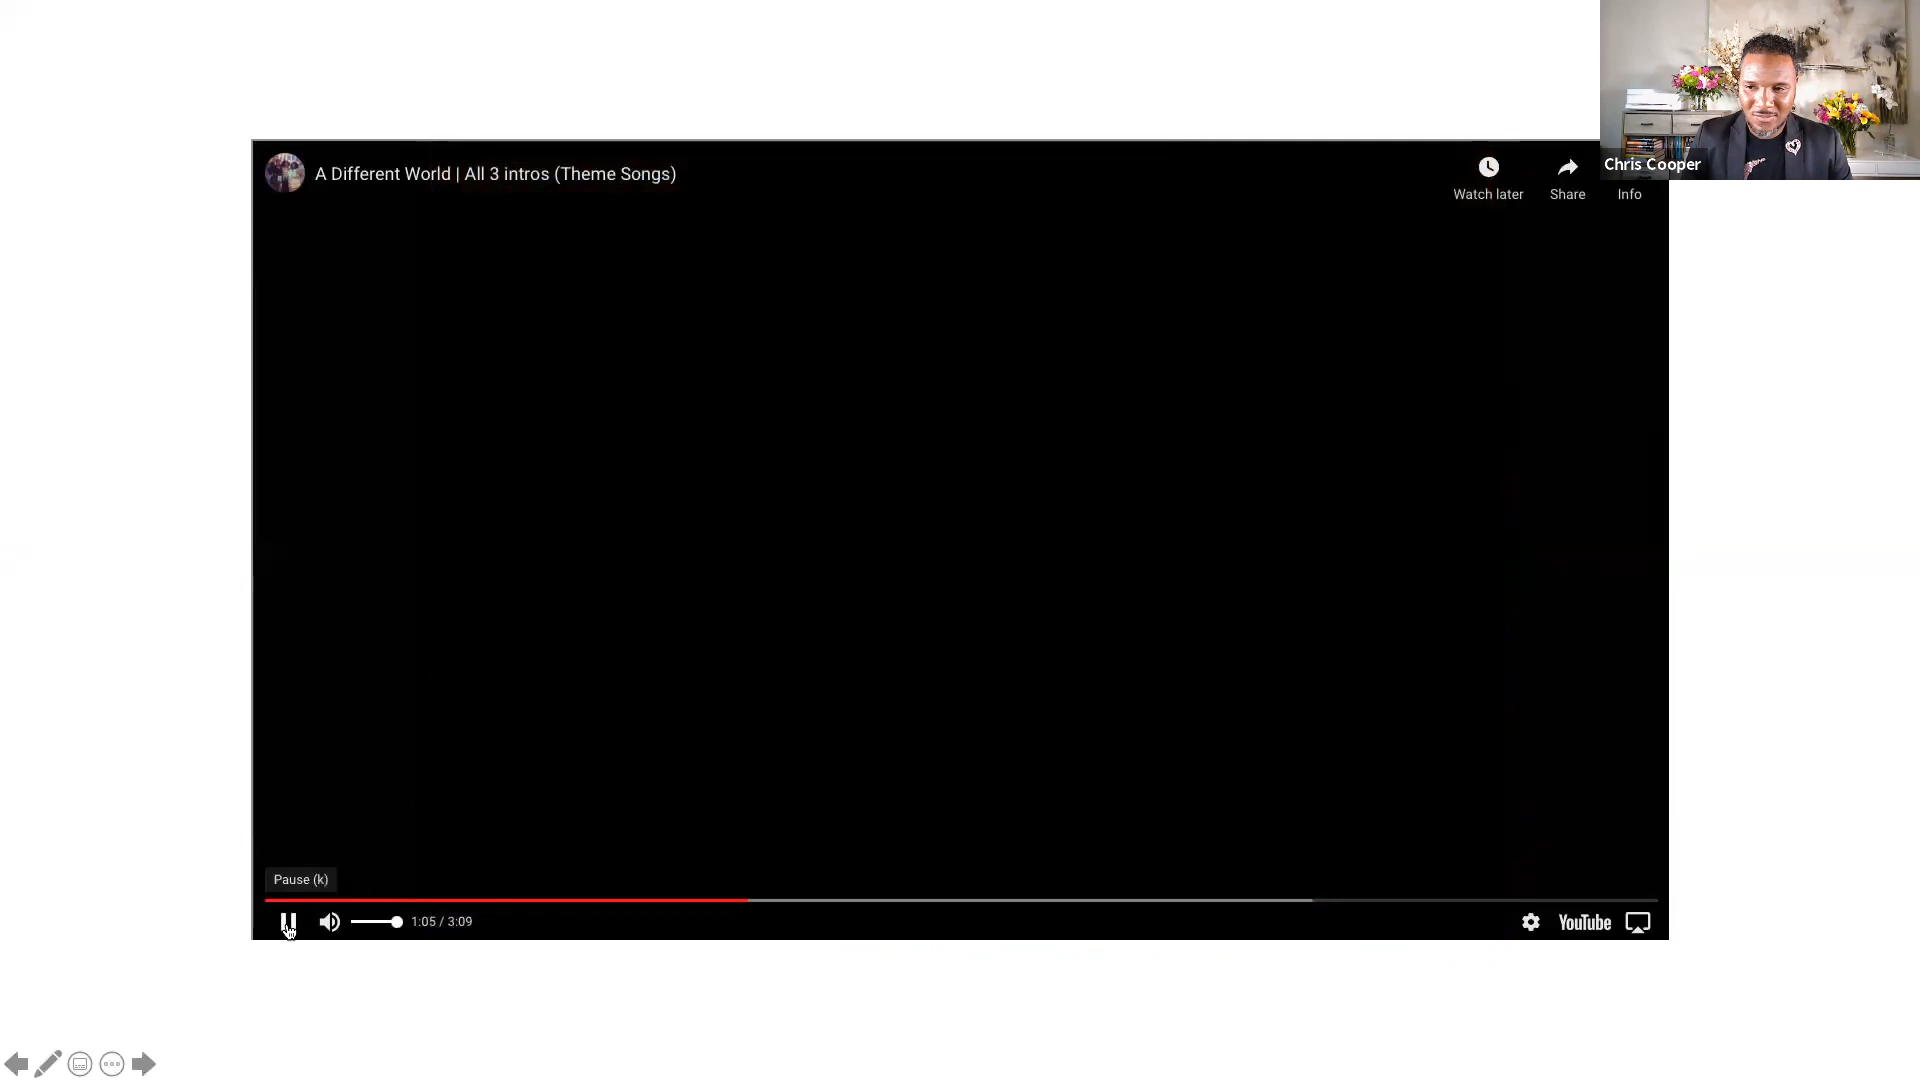 A Different World | All 3 intros (Theme Songs)
Watch later
Share
Info
Chris Cooper
Pause (k)
1:05 / 3:09
YouTube